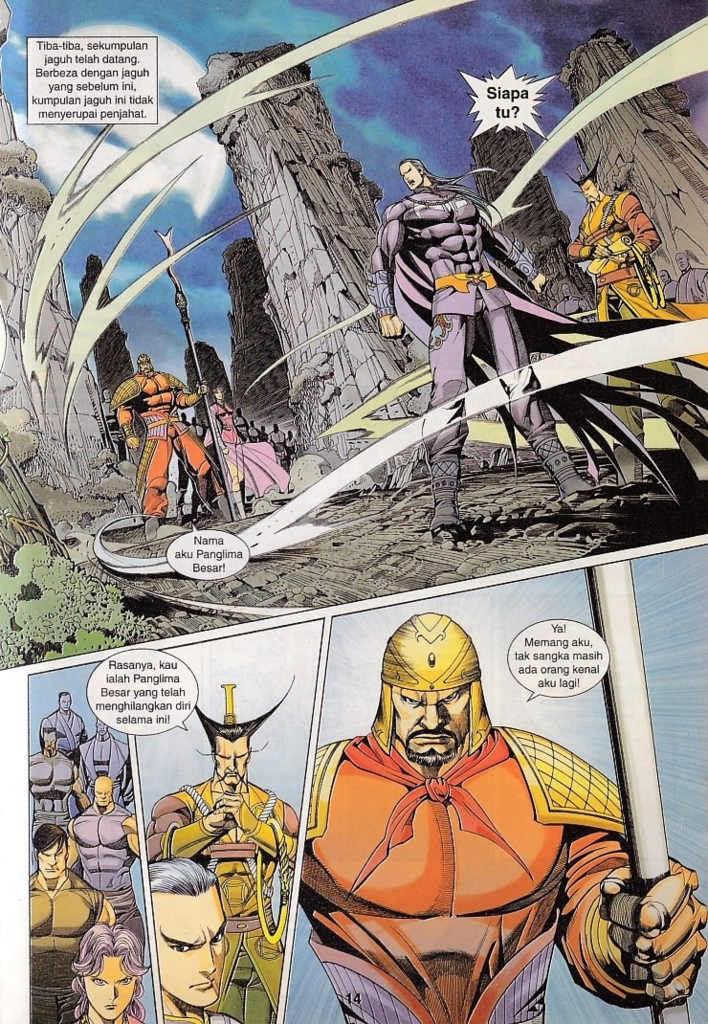 Tiba-tiba, sekumpulan
jaguh telah datang.
Berbeza dengan jaguh
yang sebelum ini,
kumpulan jaguh ini tidak
menyerupai penjahat.
Siapa
tu?
Nama
aku Panglima
Besar!
Rasanya, kau
ialah Panglima
Besar yang telah
menghilangkan diri
selama ini!
Ya!
Memang aku,
tak sangka masih
ada orang kenal
aku lagi!
14